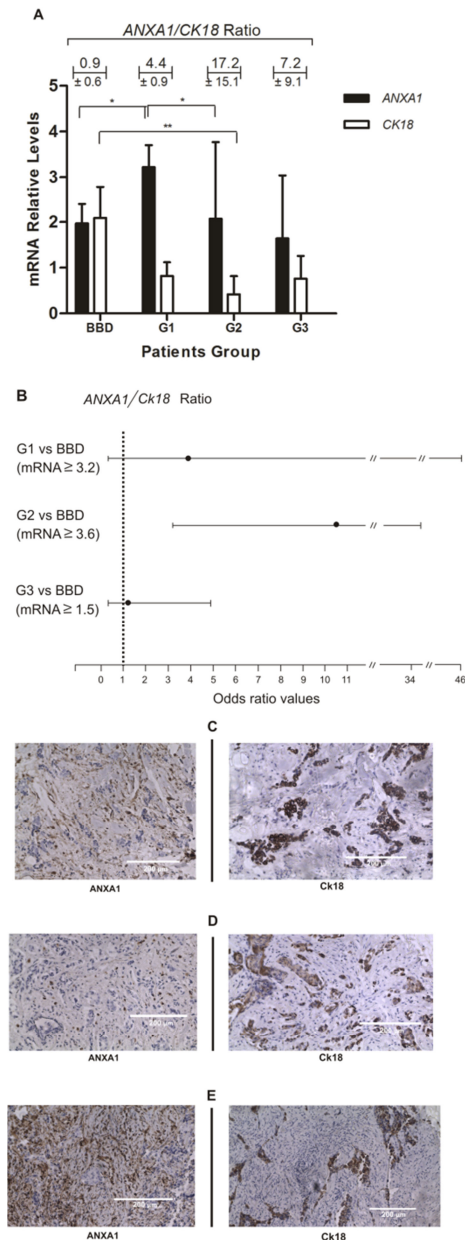 A
ANXA1/CK18 Ratio
0.9 4.4 17.2 7.2
± 0.6 ± 0.9 ± 15.1 ± 9.1
5
4
3
2
1
0
mRNA Relative Levels
* *
**
ANXA1
CK18
BBD G1 G2 G3
Patients Group
B
ANXA1/Ck18 Ratio
G1 vs BBD
(mRNA ≥ 3.2)
G2 vs BBD
(mRNA ≥ 3.6)
G3 vs BBD
(mRNA ≥ 1.5)
// //
//
0 1 2 3 4 5 6 7 8 9 10 11 // 34 // 46
Odds ratio values
C
200 µm 200 µm
ANXA1 Ck18
D
200 µm 200 µm
ANXA1 Ck18
E
200 µm 200 µm
ANXA1 Ck18